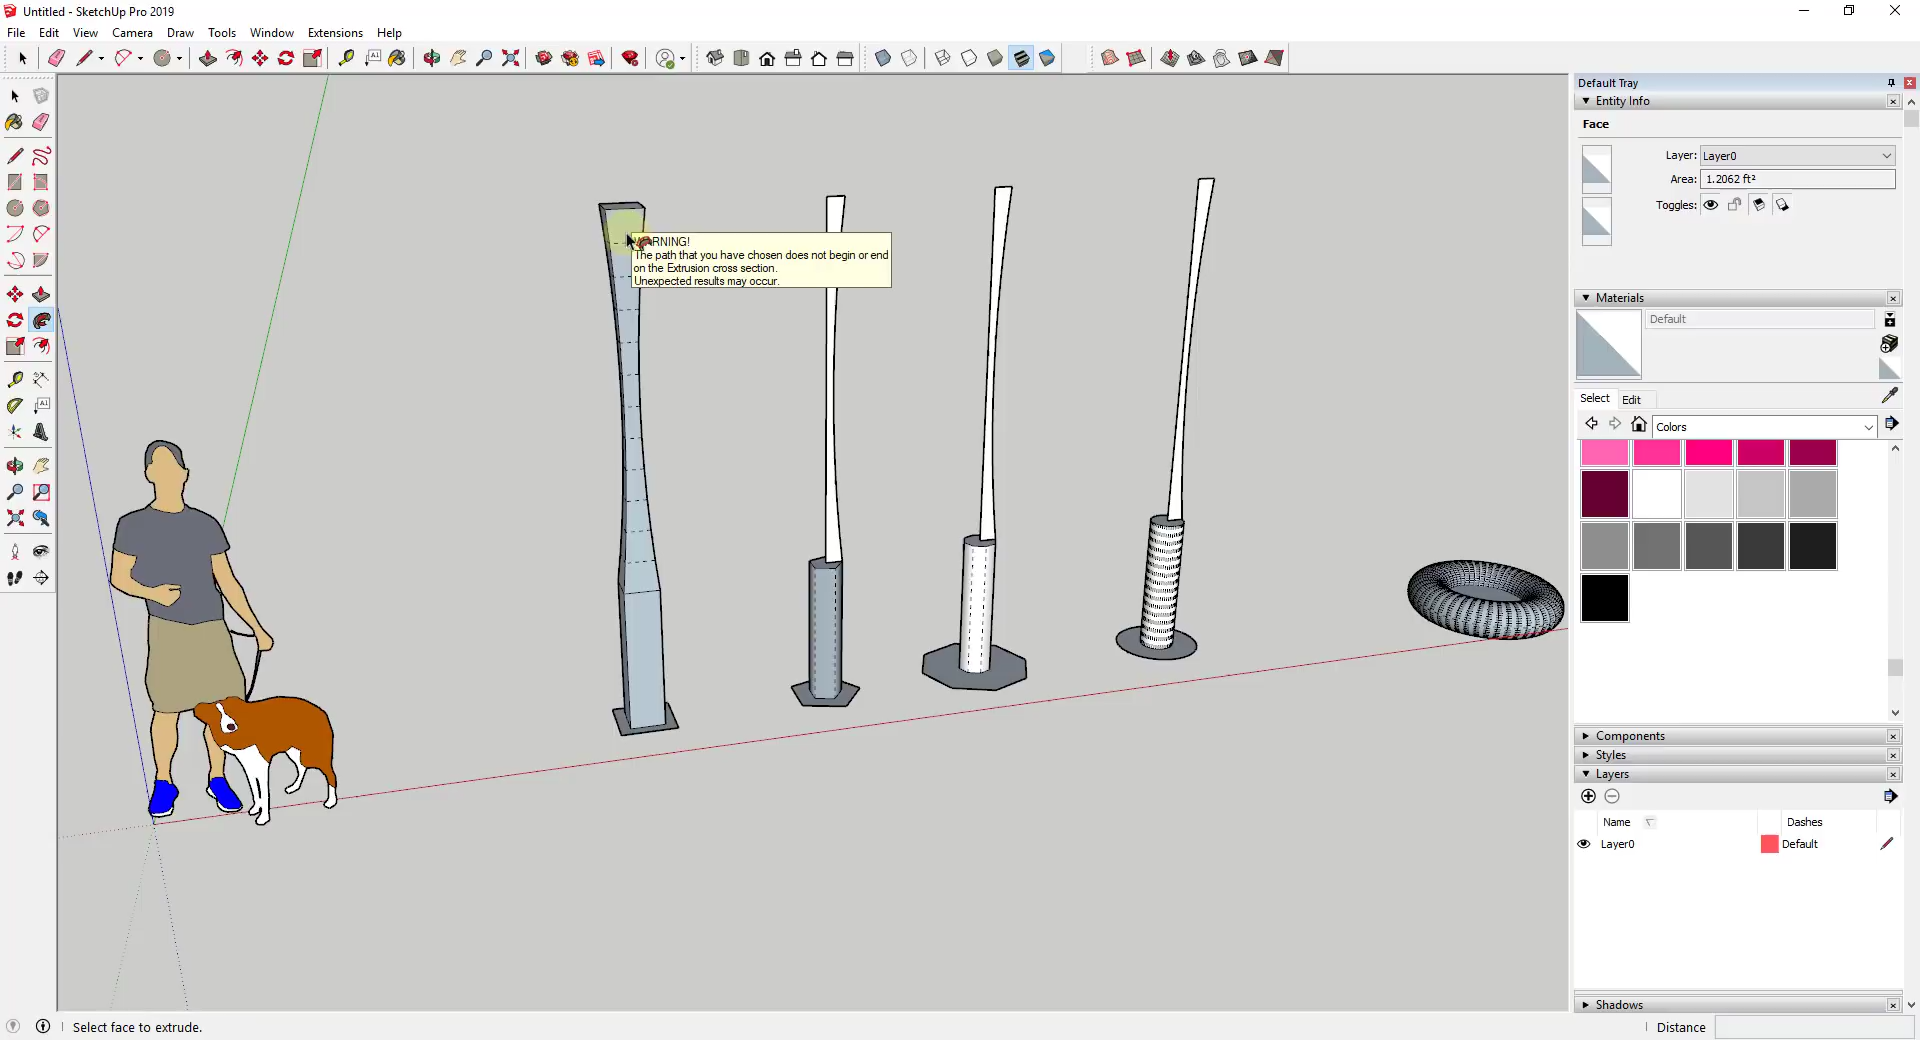 Untitled - SketchUp Pro 2019
File Edit View Camera Draw Tools Window Extensions Help
Default Tray
Entity Info
Face
Layer: Layer0
Area: 1.2062 ft²
Toggles:
WARNING!
The path that you have chosen does not begin or end
on the Extrusion cross section.
Unexpected results may occur.
Materials
Default
Select Edit
Colors
Components
Styles
Layers
Name Dashes
Layer0 Default
Shadows
Select face to extrude.
Distance